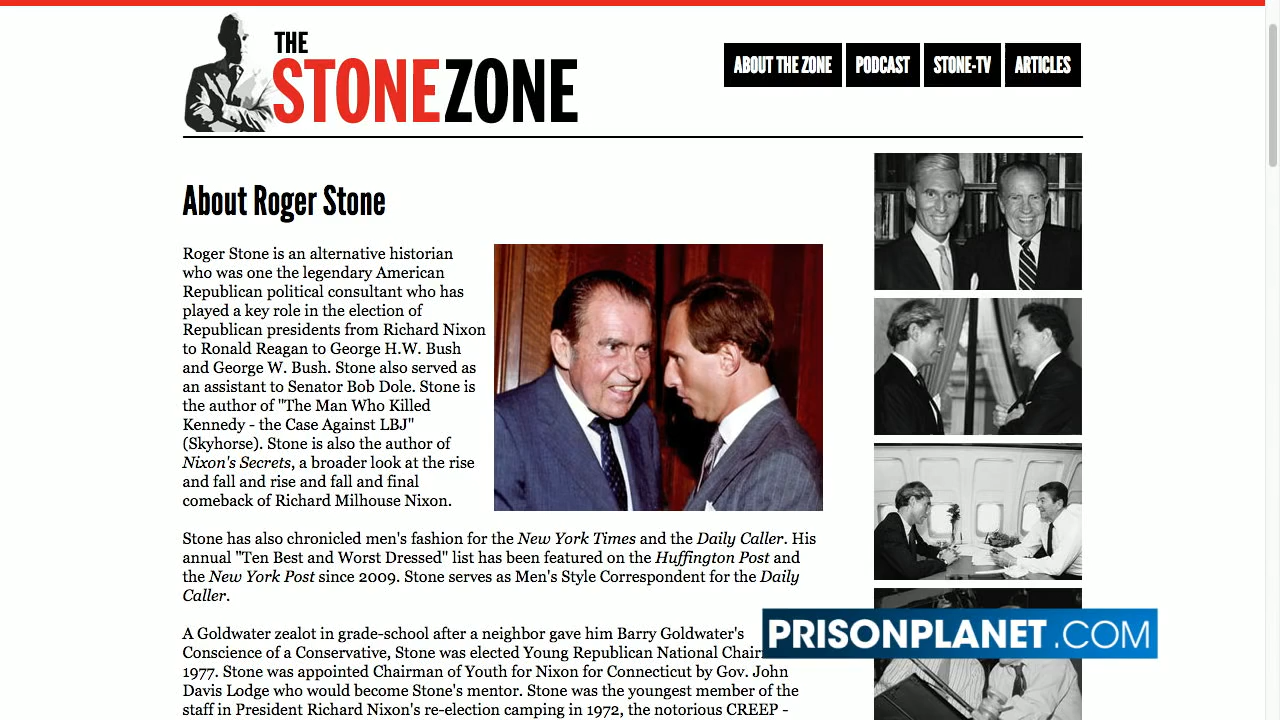 THE
STONEZONE
ABOUT THE ZONE
PODCAST
STONE-TV
ARTICLES
About Roger Stone
Roger Stone is an alternative historian
who was one the legendary American
Republican political consultant who has
played a key role in the election of
Republican presidents from Richard Nixon
to Ronald Reagan to George H.W. Bush
and George W. Bush. Stone also served as
an assistant to Senator Bob Dole. Stone is
the author of "The Man Who Killed
Kennedy - the Case Against LBJ"
(Skyhorse). Stone is also the author of
Nixon's Secrets, a broader look at the rise
and fall and rise and fall and final
comeback of Richard Milhouse Nixon.
Stone has also chronicled men's fashion for the New York Times and the Daily Caller. His
annual "Ten Best and Worst Dressed" list has been featured on the Huffington Post and
the New York Post since 2009. Stone serves as Men's Style Correspondent for the Daily
Caller.
A Goldwater zealot in grade-school after a neighbor gave him Barry Goldwater's
Conscience of a Conservative, Stone was elected Young Republican National
1977. Stone was appointed Chairman of Youth for Nixon for Connecticut by Gov. John
Davis Lodge who would become Stone's mentor. Stone was the youngest member of the
staff in President Richard Nixon's re-election camping in 1972, the notorious CREEP -
PRISONPLANET.COM